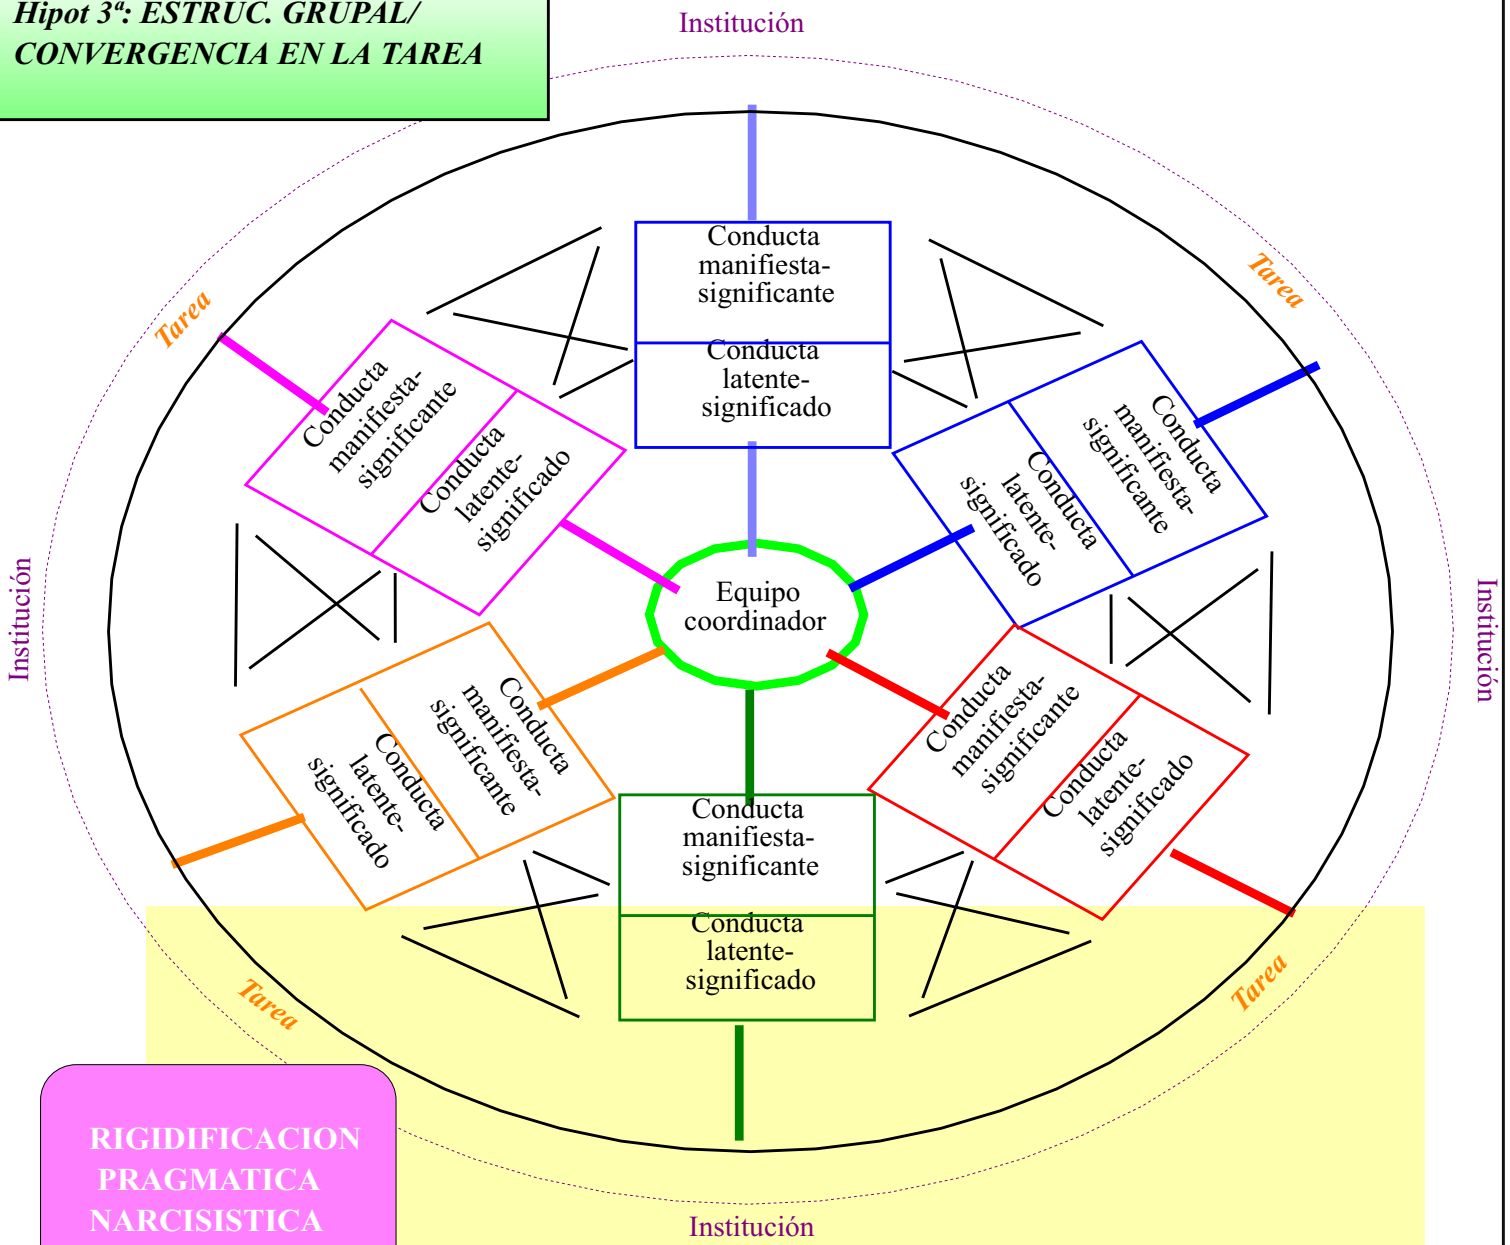 Hipot 3ª: ESTRUC. GRUPAL/
CONVERGENCIA EN LA TAREA
Institución
Tarea
Tarea
Conducta
manifiesta-
significante
Conducta
latente-
significado
Conducta
manifiesta-
significante
Conducta
latente-
significado
Conducta
manifiesta-
significante
Conducta
latente-
significado
Institución
Equipo
coordinador
Institución
Conducta
manifiesta-
significante
Conducta
latente-
significado
Conducta
manifiesta-
significante
Conducta
latente-
significado
Conducta
manifiesta-
significante
Conducta
latente-
significado
Tarea
Tarea
RIGIDIFICACION
PRAGMATICA
NARCISISTICA
Institución